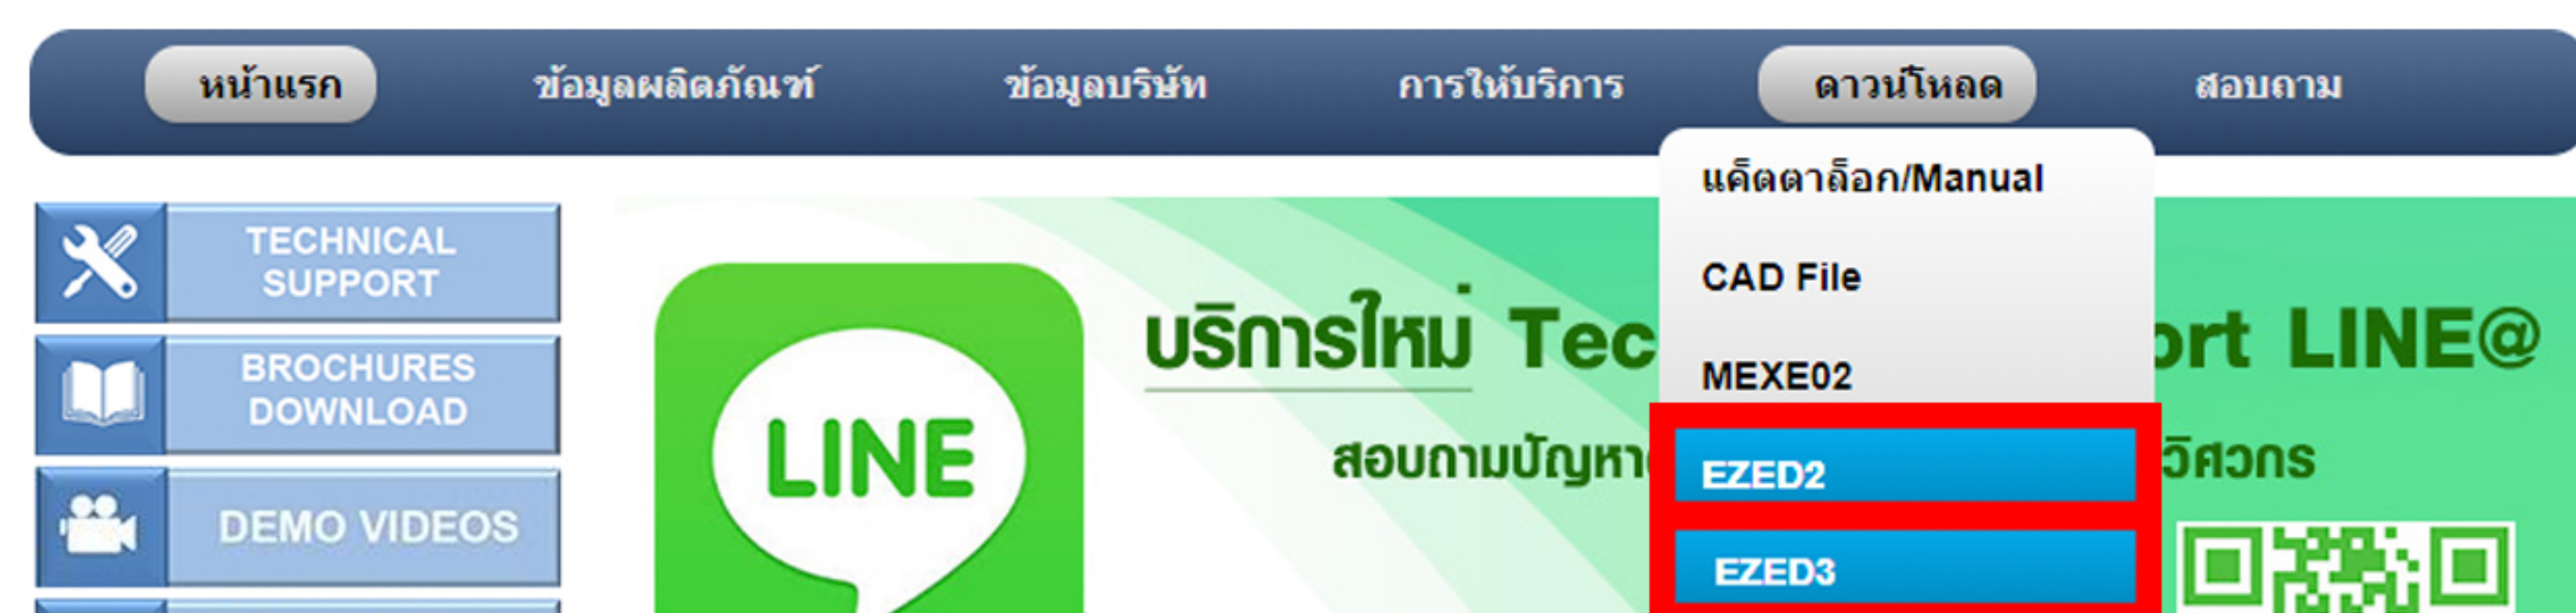 หน้าแรก ข้อมูลผลิตภัณฑ์ ข้อมูลบริษัท การให้บริการ ดาวน์โหลด สอบถาม
แค็ตตาล็อก/Manual
CAD File
MEXE02
EZED2
EZED3
TECHNICAL
SUPPORT
BROCHURES
DOWNLOAD
DEMO VIDEOS
LINE
บริการใหม่ Tec ort LINE@
สอบถามปัญหา วิศวกร